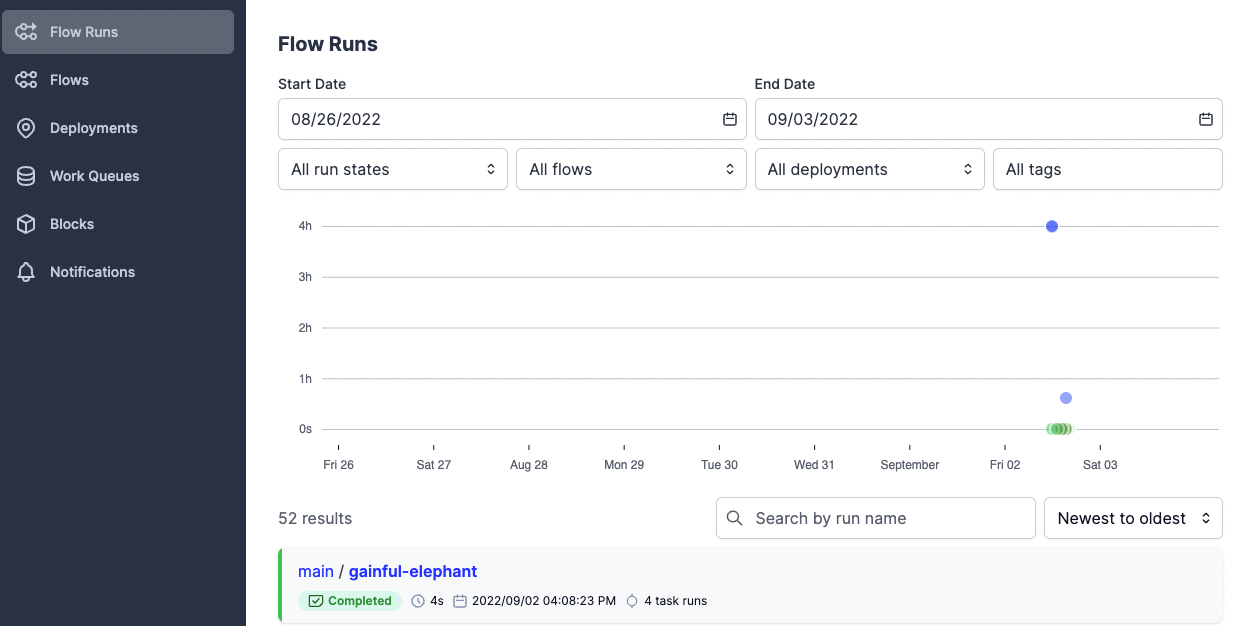 Flow Runs
Flows
Deployments
Work Queues
Blocks
Notifications
Flow Runs
Start Date
End Date
08/26/2022
09/03/2022
All run states
All flows
All deployments
All tags
4h
3h
2h
1h
0s
Fri 26
Sat 27
Aug 28
Mon 29
Tue 30
Wed 31
September
Fri 02
Sat 03
52 results
Search by run name
Newest to oldest
main / gainful-elephant
Completed 4s 2022/09/02 04:08:23 PM 4 task runs